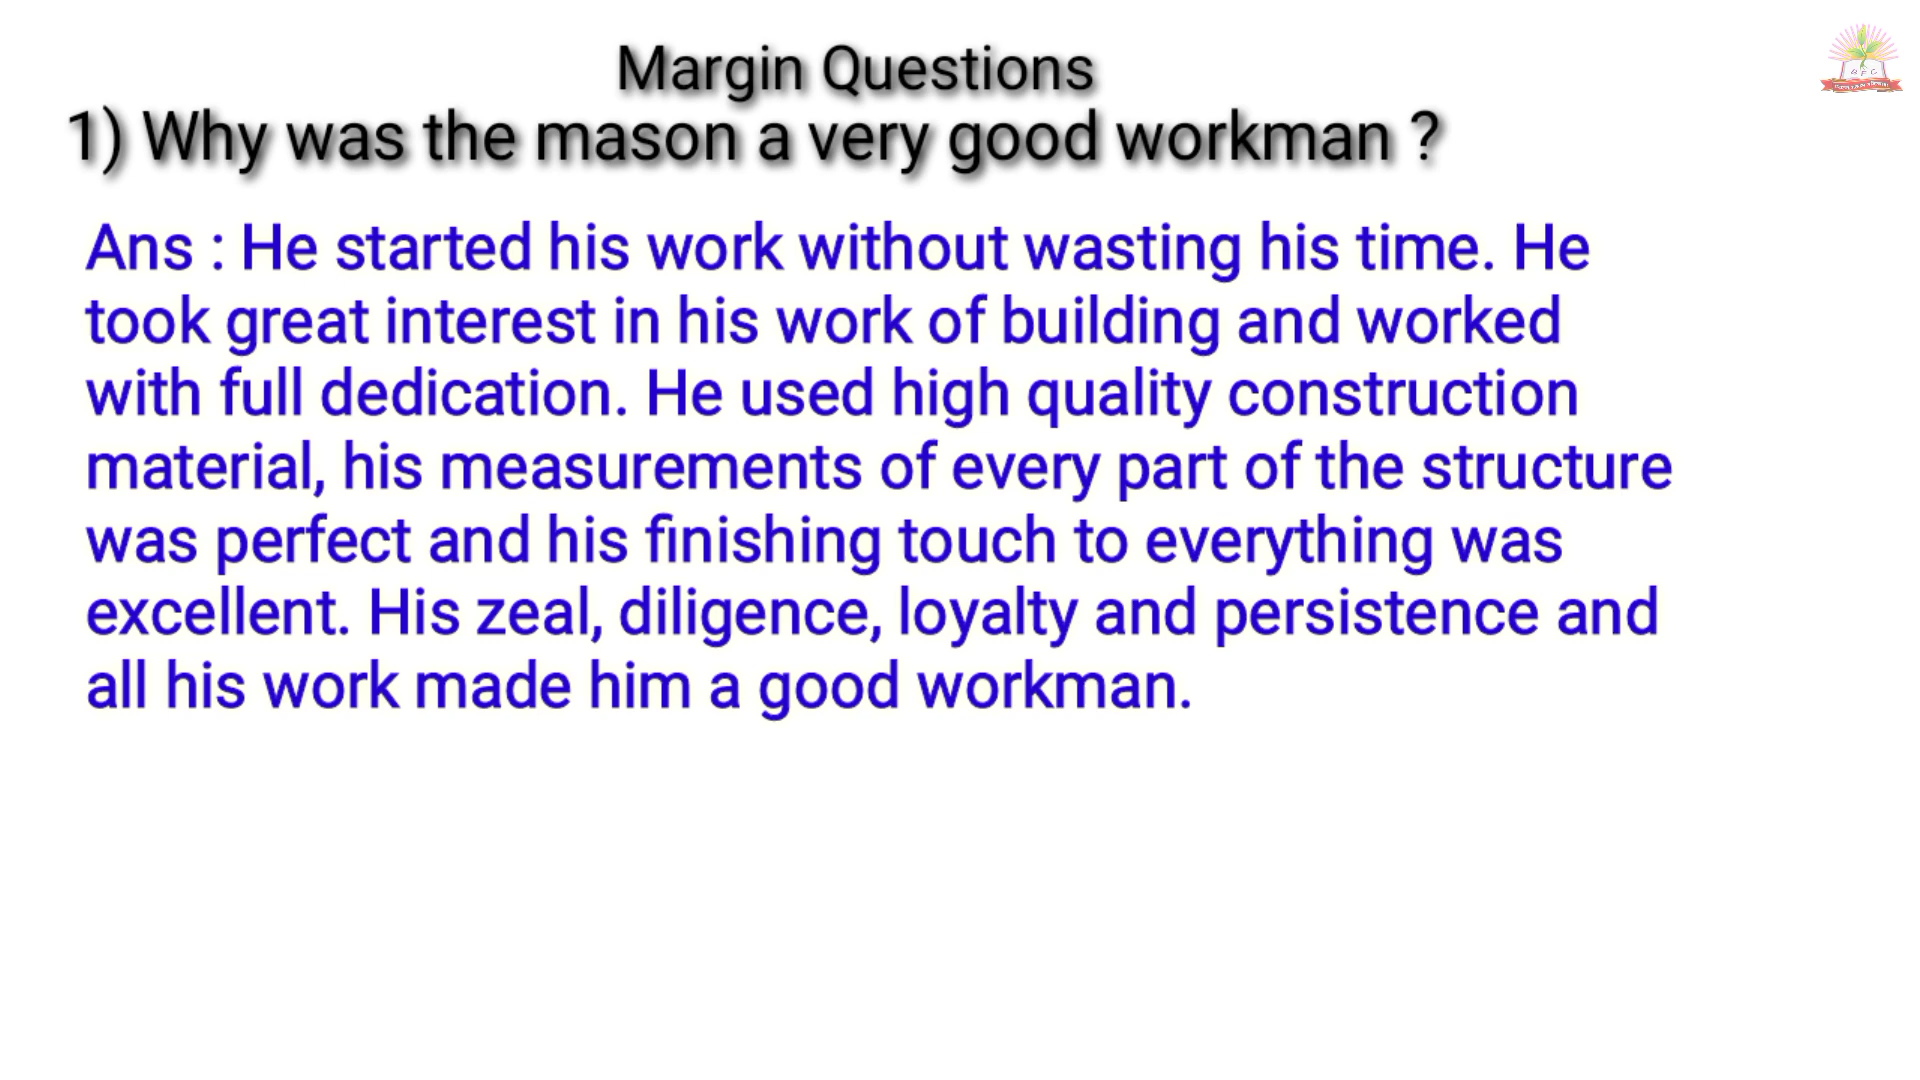 Margin Questions
1) Why was the mason a very good workman ?
Ans : He started his work without wasting his time. He
took great interest in his work of building and worked
with full dedication. He used high quality construction
material, his measurements of every part of the structure
was perfect and his finishing touch to everything was
excellent. His zeal, diligence, loyalty and persistence and
all his work made him a good workman.